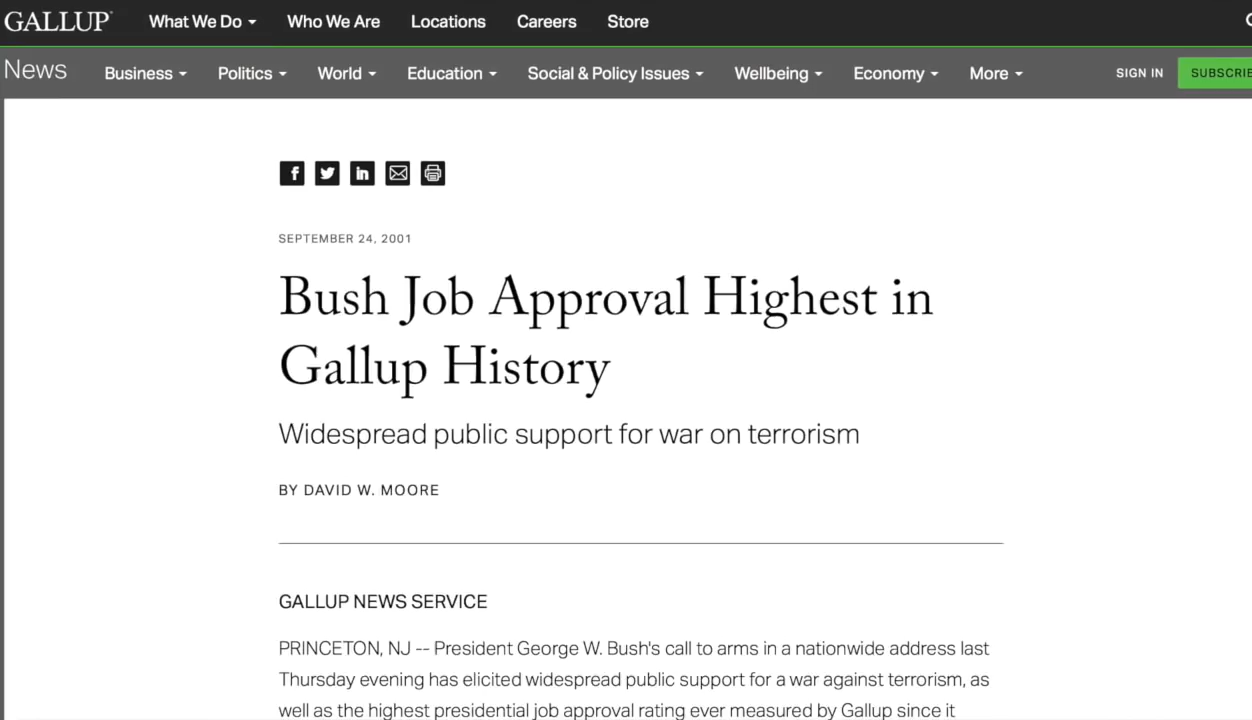 GALLUP What We Do Who We Are Locations Careers Store
News Business Politics World Education Social & Policy Issues Wellbeing Economy More SIGN IN SUBSCRIBE
SEPTEMBER 24, 2001
Bush Job Approval Highest in
Gallup History
Widespread public support for war on terrorism
BY DAVID W. MOORE
GALLUP NEWS SERVICE
PRINCETON, NJ -- President George W. Bush's call to arms in a nationwide address last
Thursday evening has elicited widespread public support for a war against terrorism, as
well as the highest presidential job approval rating ever measured by Gallup since it